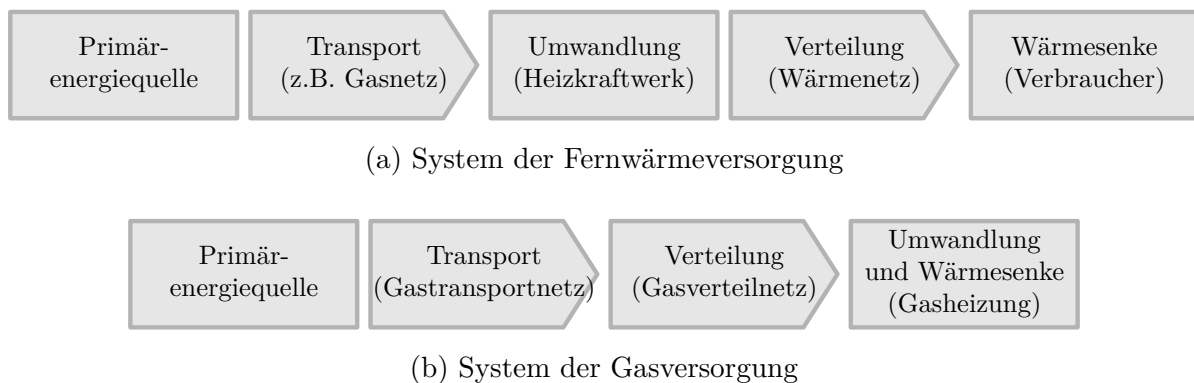 Primär-
energiequelle
Transport
(z.B. Gasnetz)
Umwandlung
(Heizkraftwerk)
Verteilung
(Wärmenetz)
Wärmesenke
(Verbraucher)
(a) System der Fernwärmeversorgung
Primär-
energiequelle
Transport
(Gastransportnetz)
Verteilung
(Gasverteilnetz)
Umwandlung
und Wärmesenke
(Gasheizung)
(b) System der Gasversorgung